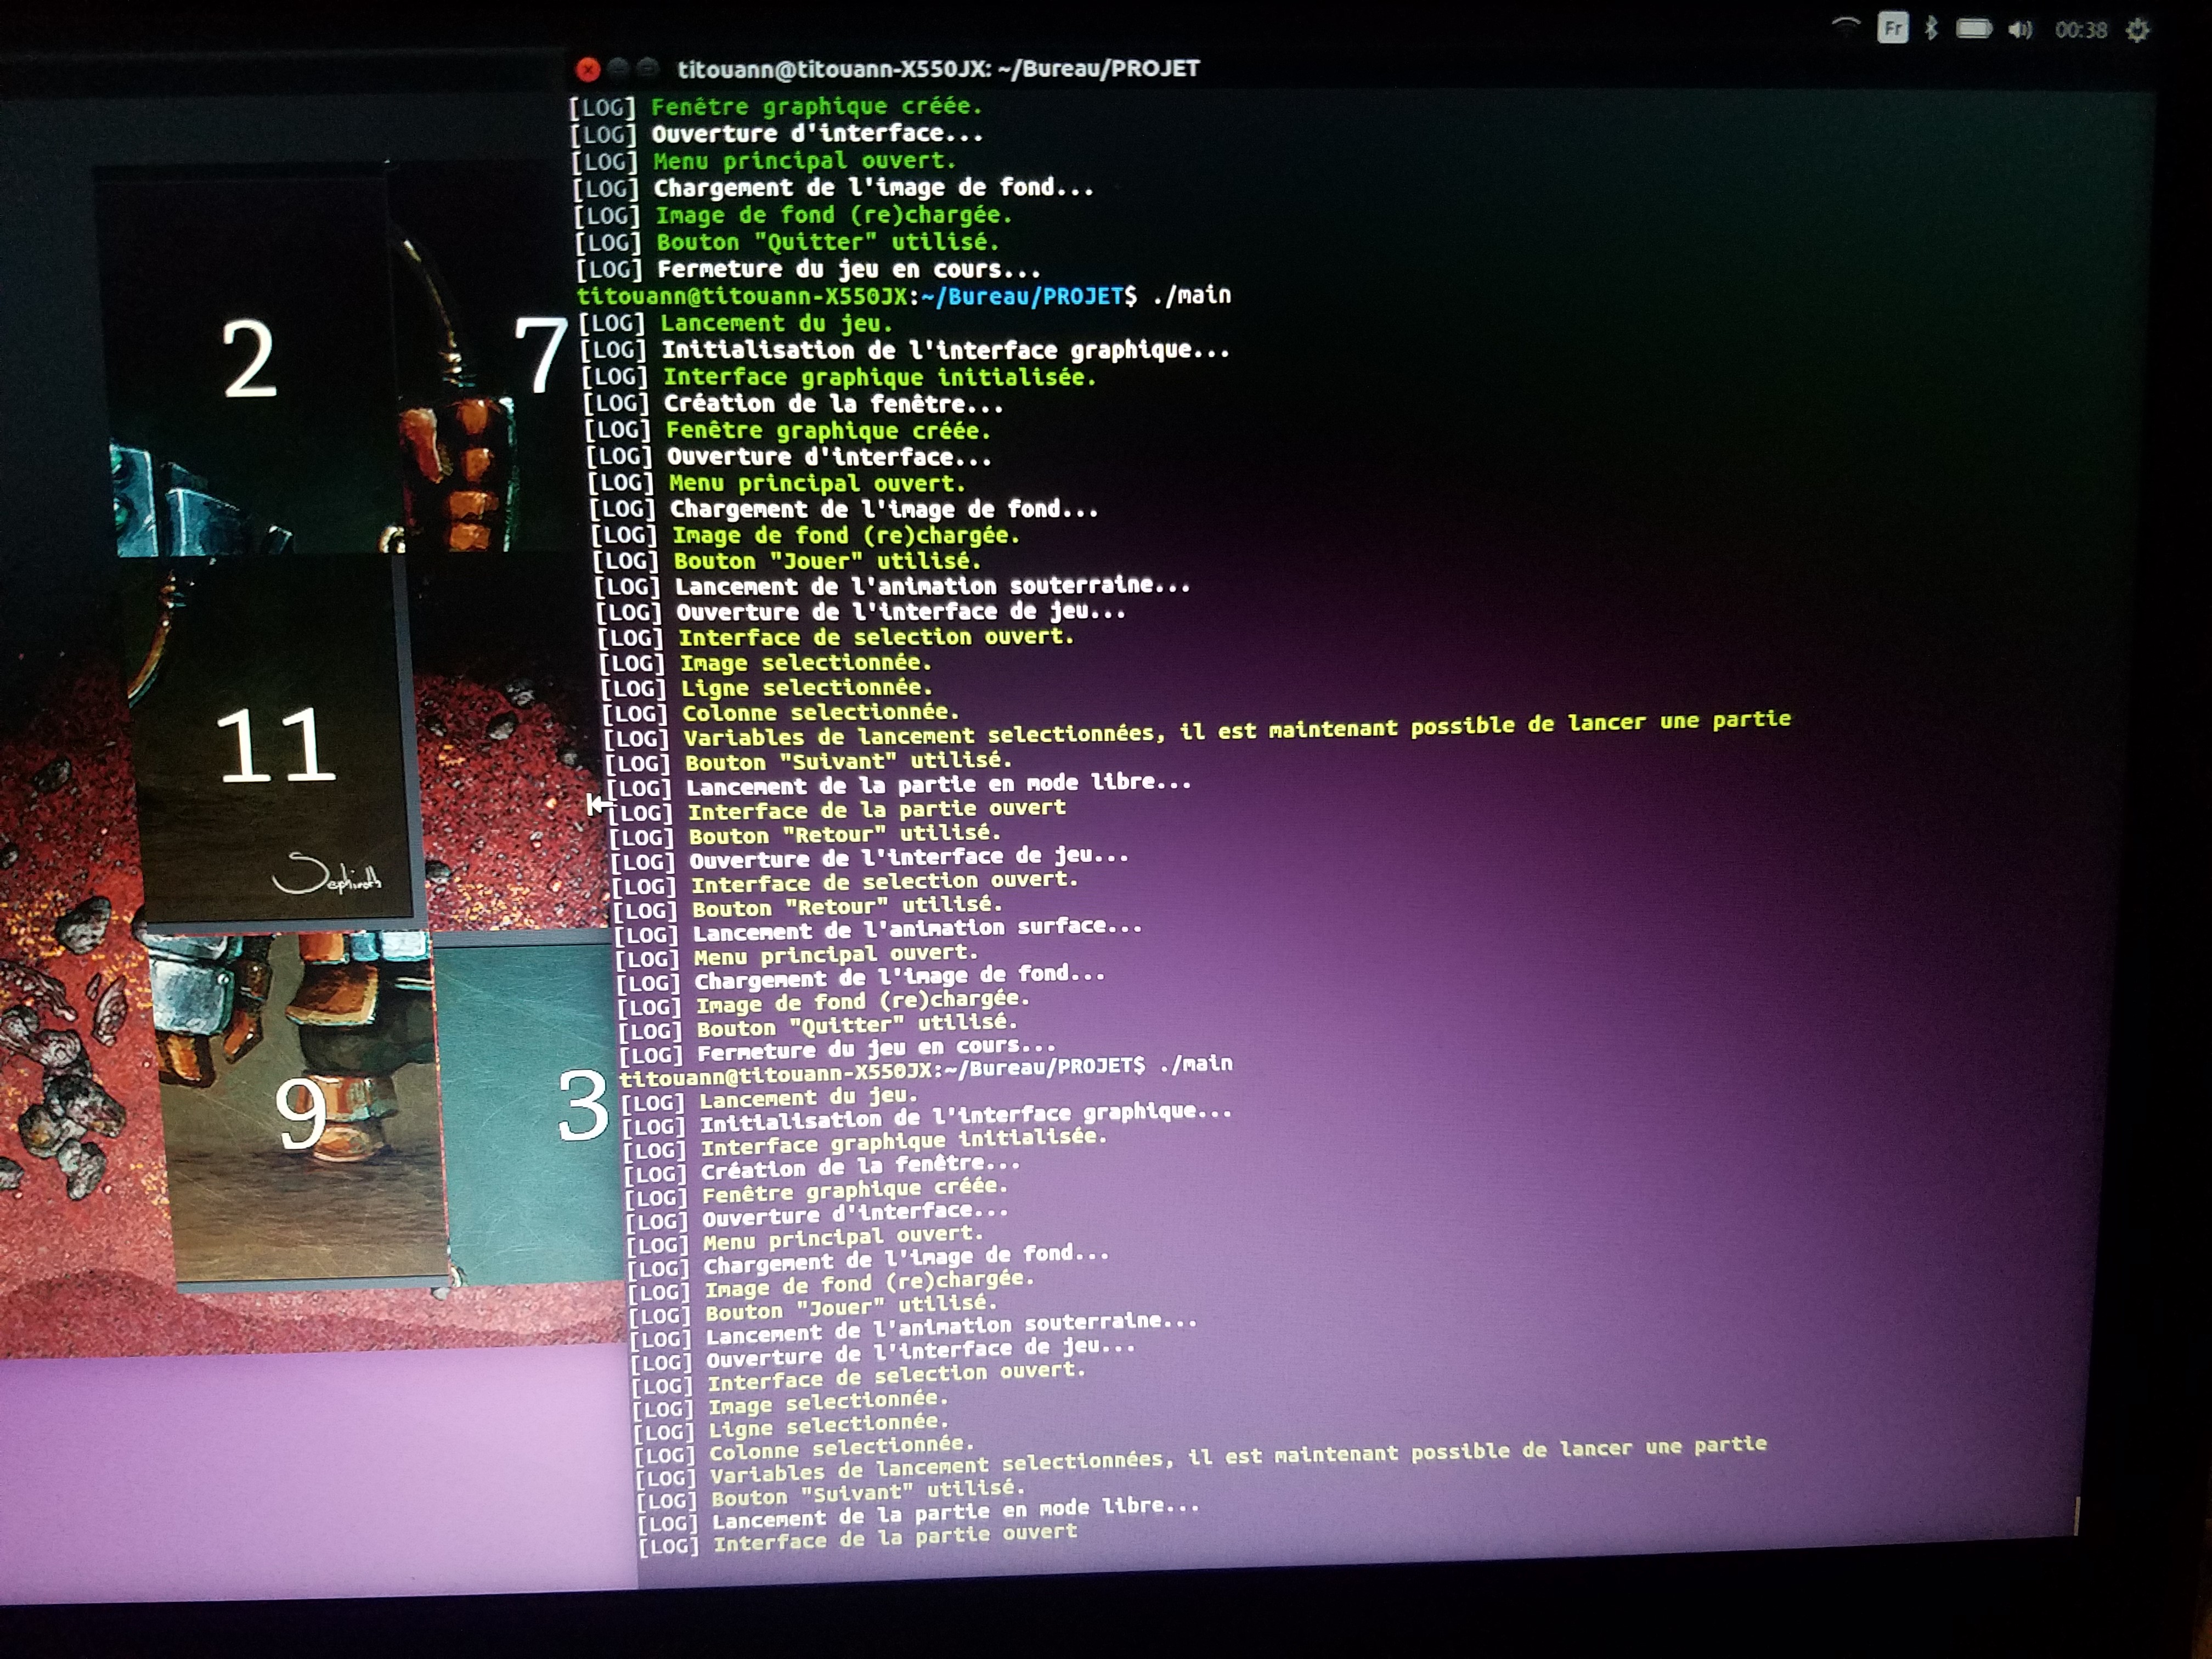 Fr 00:38
titouann@titouann-X550JX: ~/Bureau/PROJET
[LOG] Fenêtre graphique créée.
[LOG] Ouverture d'interface...
[LOG] Menu principal ouvert.
[LOG] Chargement de l'image de fond...
[LOG] Image de fond (re)chargée.
[LOG] Bouton "Quitter" utilisé.
[LOG] Fermeture du jeu en cours...
titouann@titouann-X550JX:~/Bureau/PROJET$ ./main
[LOG] Lancement du jeu.
[LOG] Initialisation de l'interface graphique...
[LOG] Interface graphique initialisée.
[LOG] Création de la fenêtre...
[LOG] Fenêtre graphique créée.
[LOG] Ouverture d'interface...
[LOG] Menu principal ouvert.
[LOG] Chargement de l'image de fond...
[LOG] Image de fond (re)chargée.
[LOG] Bouton "Jouer" utilisé.
[LOG] Lancement de l'animation souterraine...
[LOG] Ouverture de l'interface de jeu...
[LOG] Interface de selection ouvert.
[LOG] Image selectionnée.
[LOG] Ligne selectionnée.
[LOG] Colonne selectionnée.
[LOG] Variables de lancement selectionnées, il est maintenant possible de lancer une partie
[LOG] Bouton "Suivant" utilisé.
[LOG] Lancement de la partie en mode libre...
[LOG] Interface de la partie ouvert
[LOG] Bouton "Retour" utilisé.
[LOG] Ouverture de l'interface de jeu...
[LOG] Interface de selection ouvert.
[LOG] Bouton "Retour" utilisé.
[LOG] Lancement de l'animation surface...
[LOG] Menu principal ouvert.
[LOG] Chargement de l'image de fond...
[LOG] Image de fond (re)chargée.
[LOG] Bouton "Quitter" utilisé.
[LOG] Fermeture du jeu en cours...
titouann@titouann-X550JX:~/Bureau/PROJET$ ./main
[LOG] Lancement du jeu.
[LOG] Initialisation de l'interface graphique...
[LOG] Interface graphique initialisée.
[LOG] Création de la fenêtre...
[LOG] Fenêtre graphique créée.
[LOG] Ouverture d'interface...
[LOG] Menu principal ouvert.
[LOG] Chargement de l'image de fond...
[LOG] Image de fond (re)chargée.
[LOG] Bouton "Jouer" utilisé.
[LOG] Lancement de l'animation souterraine...
[LOG] Ouverture de l'interface de jeu...
[LOG] Interface de selection ouvert.
[LOG] Image selectionnée.
[LOG] Ligne selectionnée.
[LOG] Colonne selectionnée.
[LOG] Variables de lancement selectionnées, il est maintenant possible de lancer une partie
[LOG] Bouton "Suivant" utilisé.
[LOG] Lancement de la partie en mode libre...
[LOG] Interface de la partie ouvert
2 7
11
Sephiroth
9 3